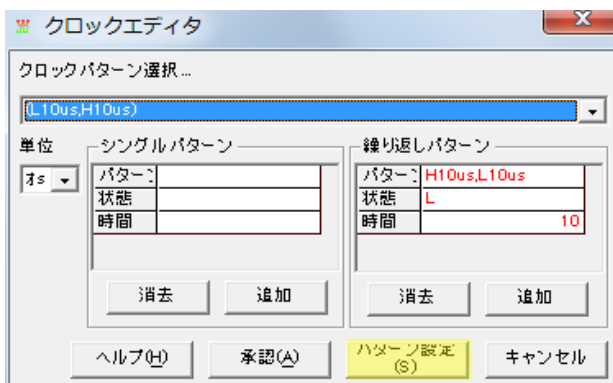 クロックエディタ
クロックパターン選択...
(L10us,H10us)
単位
シングルパターン
繰り返しパターン
パターン
H10us,L10us
状態
L
時間
10
パターン
状態
時間
消去
追加
消去
追加
ヘルプ(H)
承認(A)
パターン設定
(S)
キャンセル